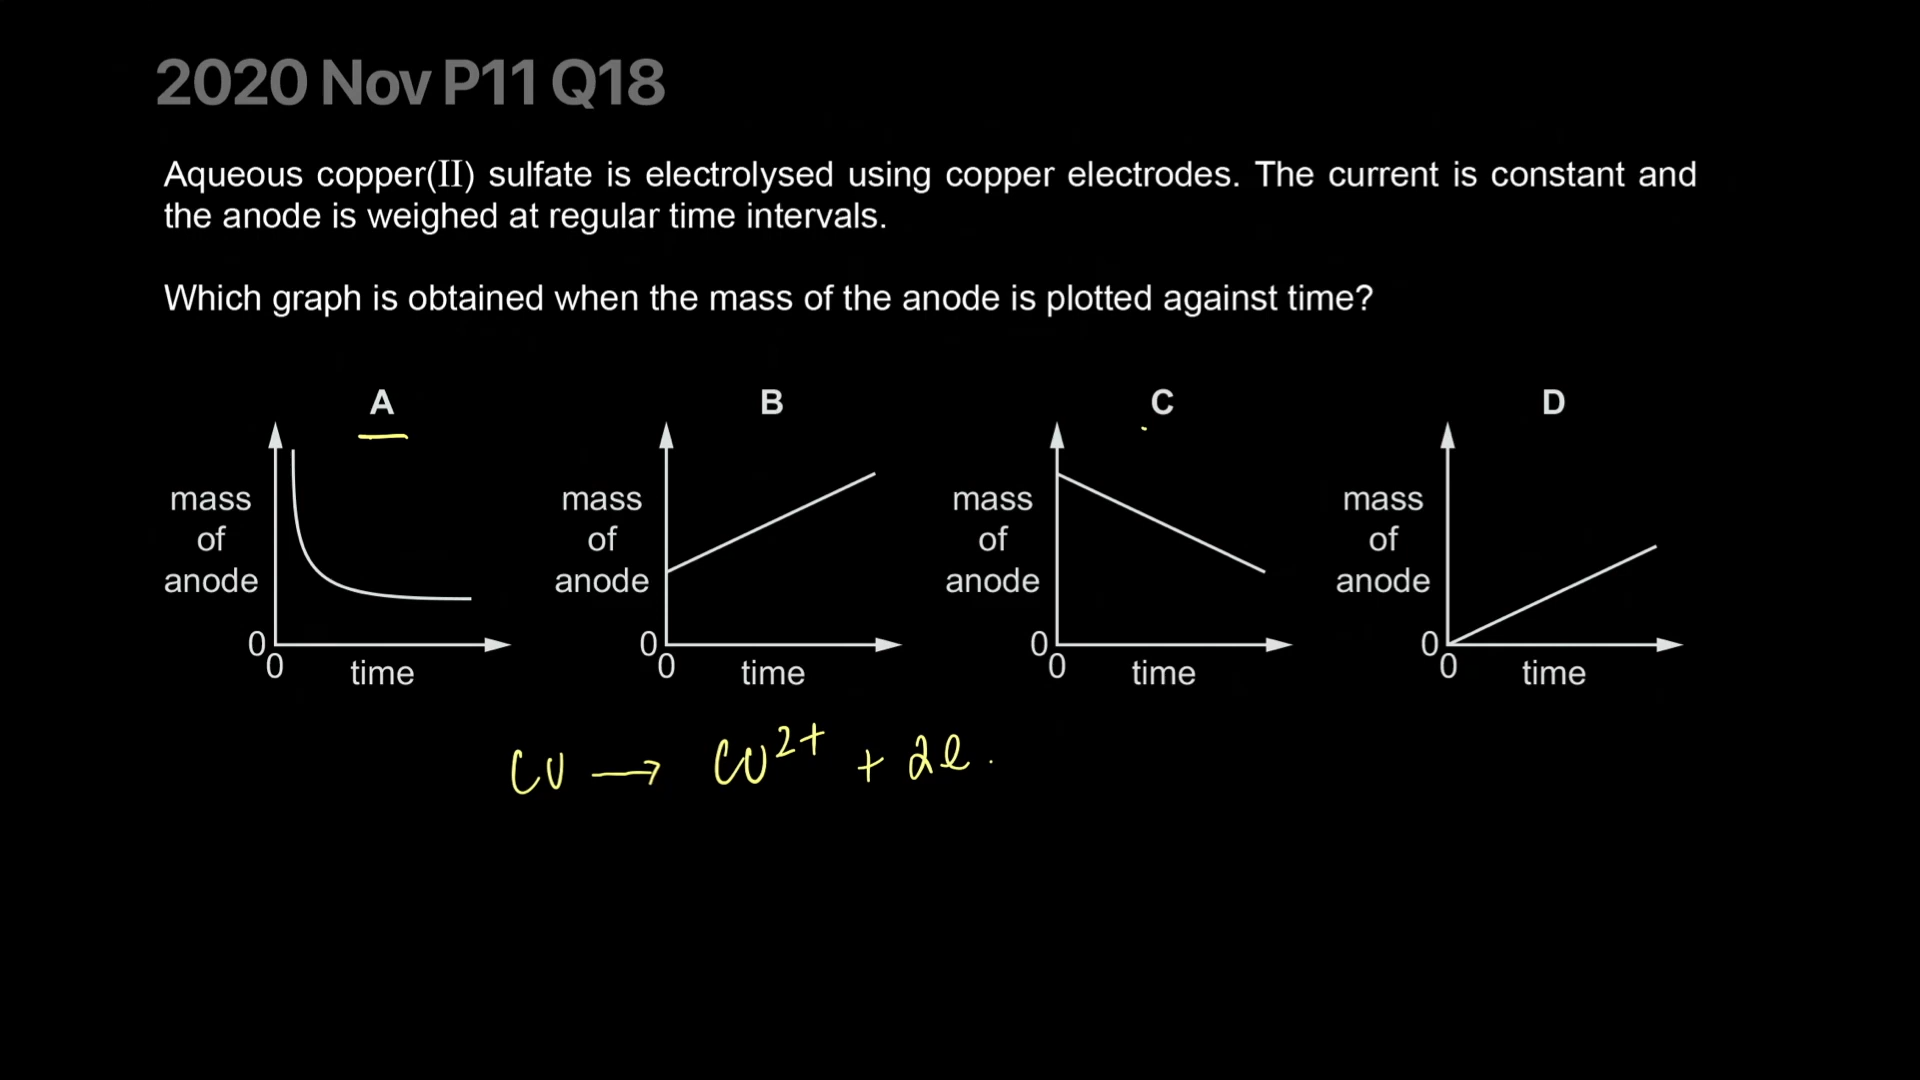 2020 Nov P11 Q18
Aqueous copper(II) sulfate is electrolysed using copper electrodes. The current is constant and
the anode is weighed at regular time intervals.
Which graph is obtained when the mass of the anode is plotted against time?
A
mass
of
anode
0
0
time
B
mass
of
anode
0
0
time
C
mass
of
anode
0
0
time
D
mass
of
anode
0
0
time
Cu → Cu²⁺ + 2e.